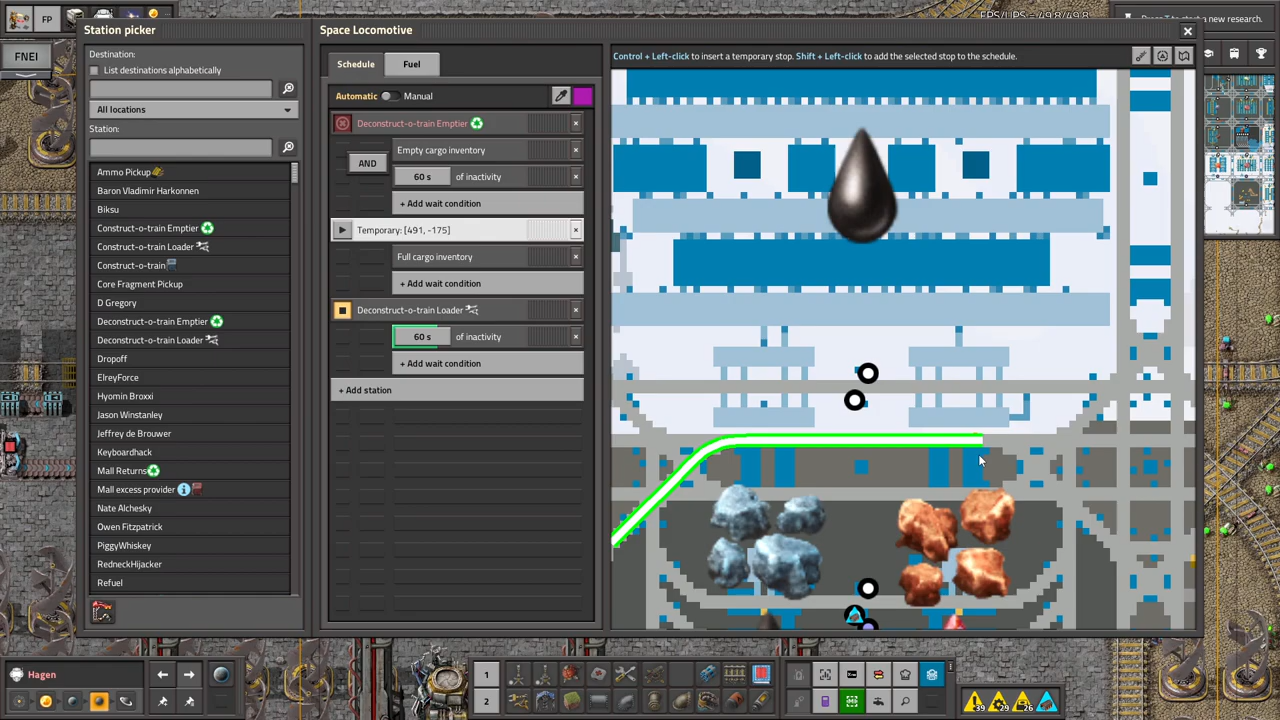 FP
FNEI
Station picker
Destination:
List destinations alphabetically
All locations
Station:
Ammo Pickup
Baron Vladimir Harkonnen
Biksu
Construct-o-train Emptier
Construct-o-train Loader
Construct-o-train
Core Fragment Pickup
D Gregory
Deconstruct-o-train Emptier
Deconstruct-o-train Loader
Dropoff
ElreyForce
Hyomin Broxxi
Jason Winstanley
Jeffrey de Brouwer
Keyboardhack
Mall Returns
Mall excess provider
Nate Alchesky
Owen Fitzpatrick
PiggyWhiskey
RedneckHijacker
Refuel
Space Locomotive
Schedule
Fuel
Automatic
Manual
Deconstruct-o-train Emptier
Empty cargo inventory
AND
60 s of inactivity
+ Add wait condition
Temporary: [491, -175]
Full cargo inventory
+ Add wait condition
Deconstruct-o-train Loader
60 s of inactivity
+ Add wait condition
+ Add station
Control + Left-click to insert a temporary stop. Shift + Left-click to add the selected stop to the schedule.
Hagen
1
2
39
29
26